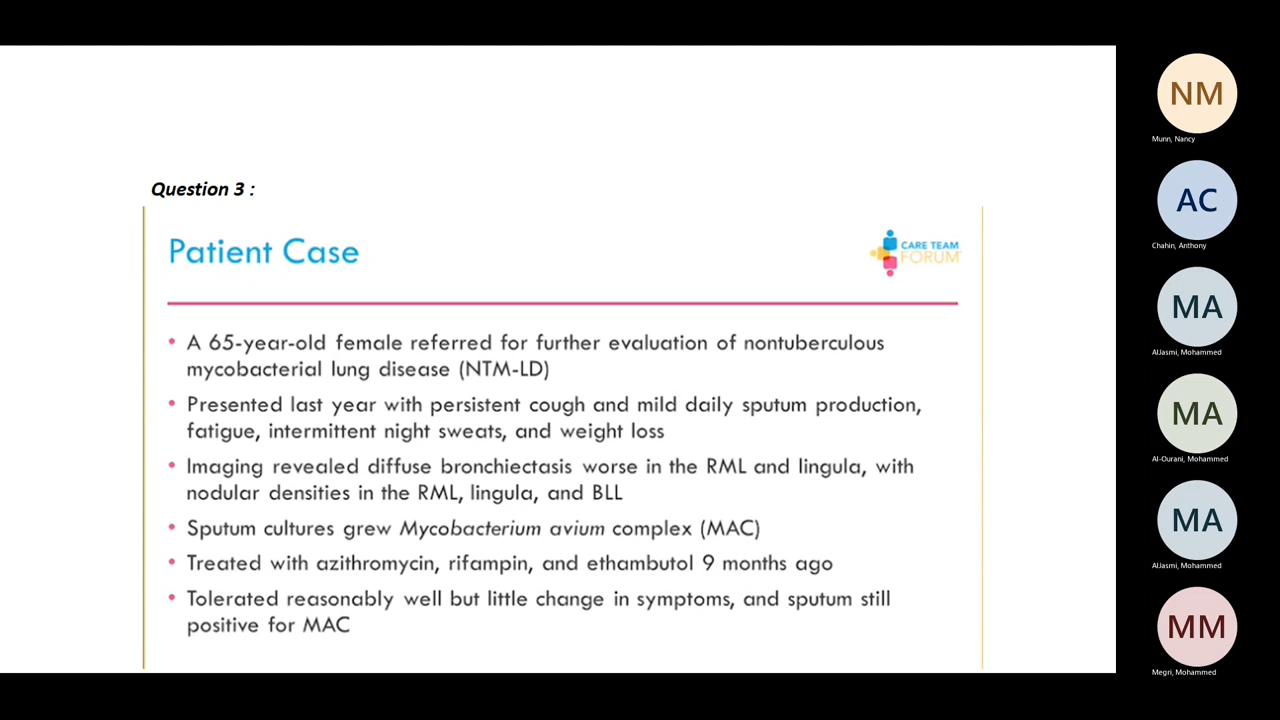 Question 3 :
Patient Case
CARE TEAM
FORUM
• A 65-year-old female referred for further evaluation of nontuberculous
mycobacterial lung disease (NTM-LD)
• Presented last year with persistent cough and mild daily sputum production,
fatigue, intermittent night sweats, and weight loss
• Imaging revealed diffuse bronchiectasis worse in the RML and lingula, with
nodular densities in the RML, lingula, and BLL
• Sputum cultures grew Mycobacterium avium complex (MAC)
• Treated with azithromycin, rifampin, and ethambutol 9 months ago
• Tolerated reasonably well but little change in symptoms, and sputum still
positive for MAC
NM
Munn, Nancy
AC
Chahin, Anthony
MA
AlJasmi, Mohammed
MA
Al-Ourani, Mohammed
MA
AlJasmi, Mohammed
MM
Megri, Mohammed